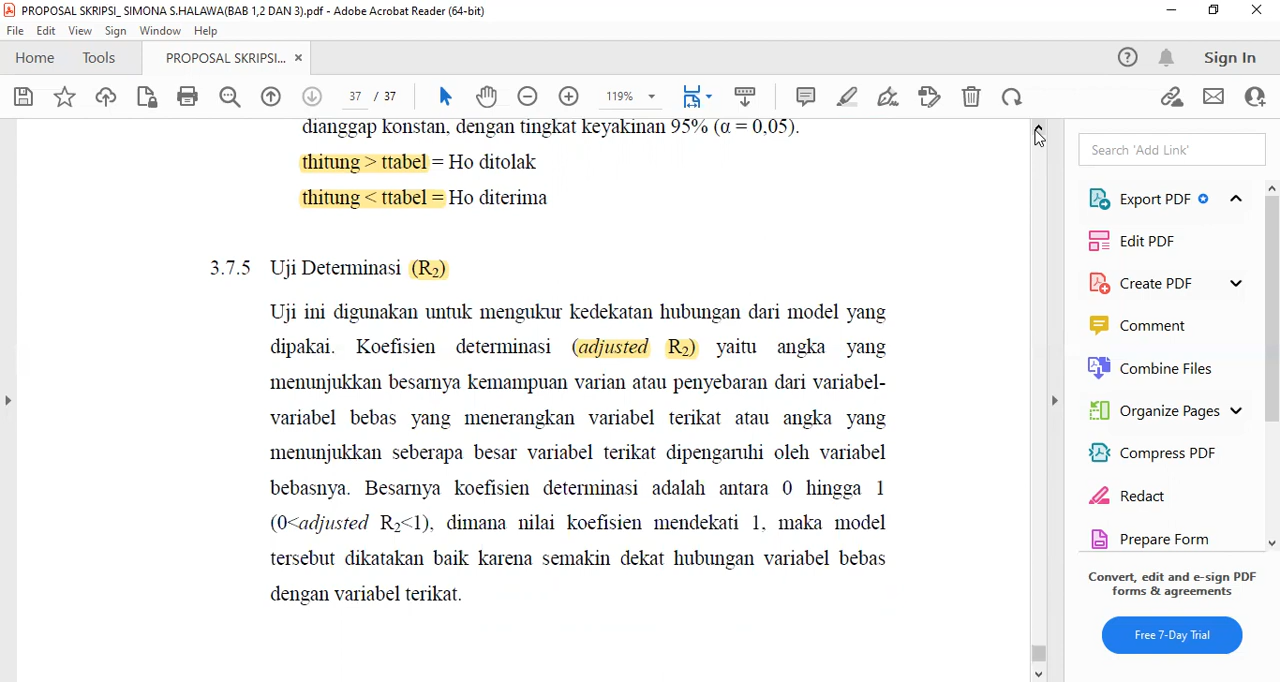 PROPOSAL SKRIPSI_ SIMONA S.HALAWA(BAB 1,2 DAN 3).pdf - Adobe Acrobat Reader (64-bit)
File Edit View Sign Window Help
Home Tools PROPOSAL SKRIPSI... × Sign In
37 / 37 119%
dianggap konstan, dengan tingkat keyakinan 95% (α = 0,05).
thitung > ttabel = Ho ditolak
thitung < ttabel = Ho diterima
3.7.5 Uji Determinasi (R₂)
Uji ini digunakan untuk mengukur kedekatan hubungan dari model yang
dipakai. Koefisien determinasi (adjusted R₂) yaitu angka yang
menunjukkan besarnya kemampuan varian atau penyebaran dari variabel-
variabel bebas yang menerangkan variabel terikat atau angka yang
menunjukkan seberapa besar variabel terikat dipengaruhi oleh variabel
bebasnya. Besarnya koefisien determinasi adalah antara 0 hingga 1
(0<adjusted R₂<1), dimana nilai koefisien mendekati 1, maka model
tersebut dikatakan baik karena semakin dekat hubungan variabel bebas
dengan variabel terikat.
Search 'Add Link'
Export PDF
Edit PDF
Create PDF
Comment
Combine Files
Organize Pages
Compress PDF
Redact
Prepare Form
Convert, edit and e-sign PDF
forms & agreements
Free 7-Day Trial